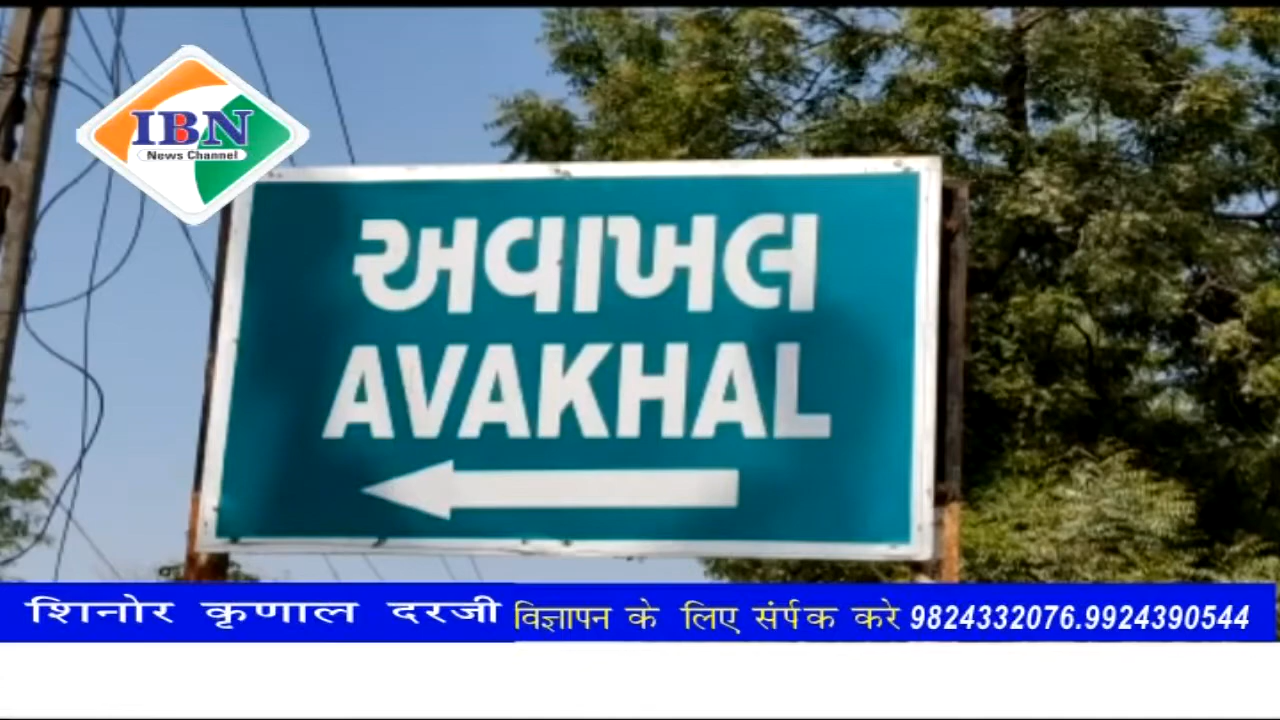 IBN
News Channel
અવાખલ
AVAKHAL
शिनोर कृणाल दरजी विज्ञापन के लिए संर्पक करे 9824332076.9924390544